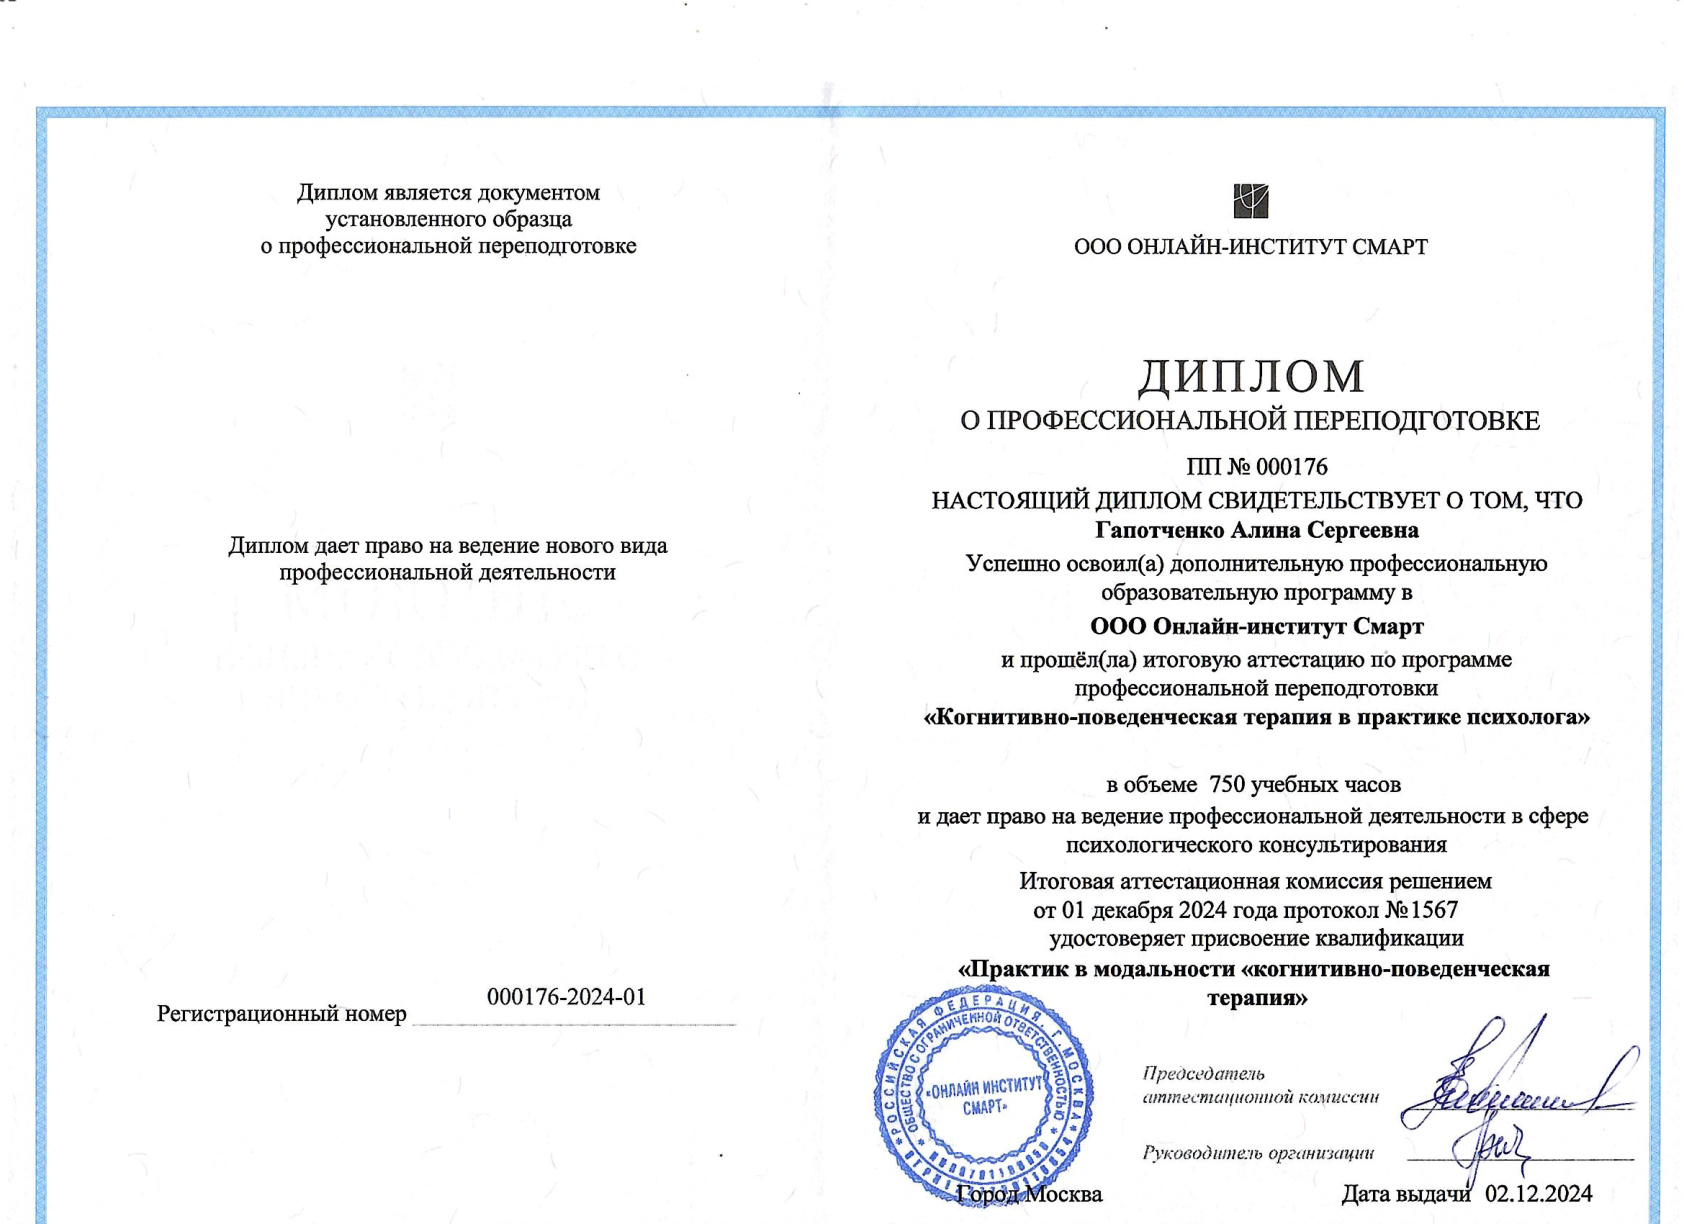 Диплом является документом
установленного образца
о профессиональной переподготовке
Диплом дает право на ведение нового вида
профессиональной деятельности
Регистрационный номер 000176-2024-01
ООО ОНЛАЙН-ИНСТИТУТ СМАРТ
ДИПЛОМ
О ПРОФЕССИОНАЛЬНОЙ ПЕРЕПОДГОТОВКЕ
ПП № 000176
НАСТОЯЩИЙ ДИПЛОМ СВИДЕТЕЛЬСТВУЕТ О ТОМ, ЧТО
Гапотченко Алина Сергеевна
Успешно освоил(а) дополнительную профессиональную
образовательную программу в
ООО Онлайн-институт Смарт
и прошёл(ла) итоговую аттестацию по программе
профессиональной переподготовки
«Когнитивно-поведенческая терапия в практике психолога»
в объеме 750 учебных часов
и дает право на ведение профессиональной деятельности в сфере
психологического консультирования
Итоговая аттестационная комиссия решением
от 01 декабря 2024 года протокол №1567
удостоверяет присвоение квалификации
«Практик в модальности «когнитивно-поведенческая
терапия»
РОССИЙСКАЯ ФЕДЕРАЦИЯ, Г. МОСКВА
ОБЩЕСТВО С ОГРАНИЧЕННОЙ ОТВЕТСТВЕННОСТЬЮ
«ОНЛАЙН ИНСТИТУТ
СМАРТ»
Председатель
аттестационной комиссии
Руководитель организации
Город Москва
Дата выдачи 02.12.2024